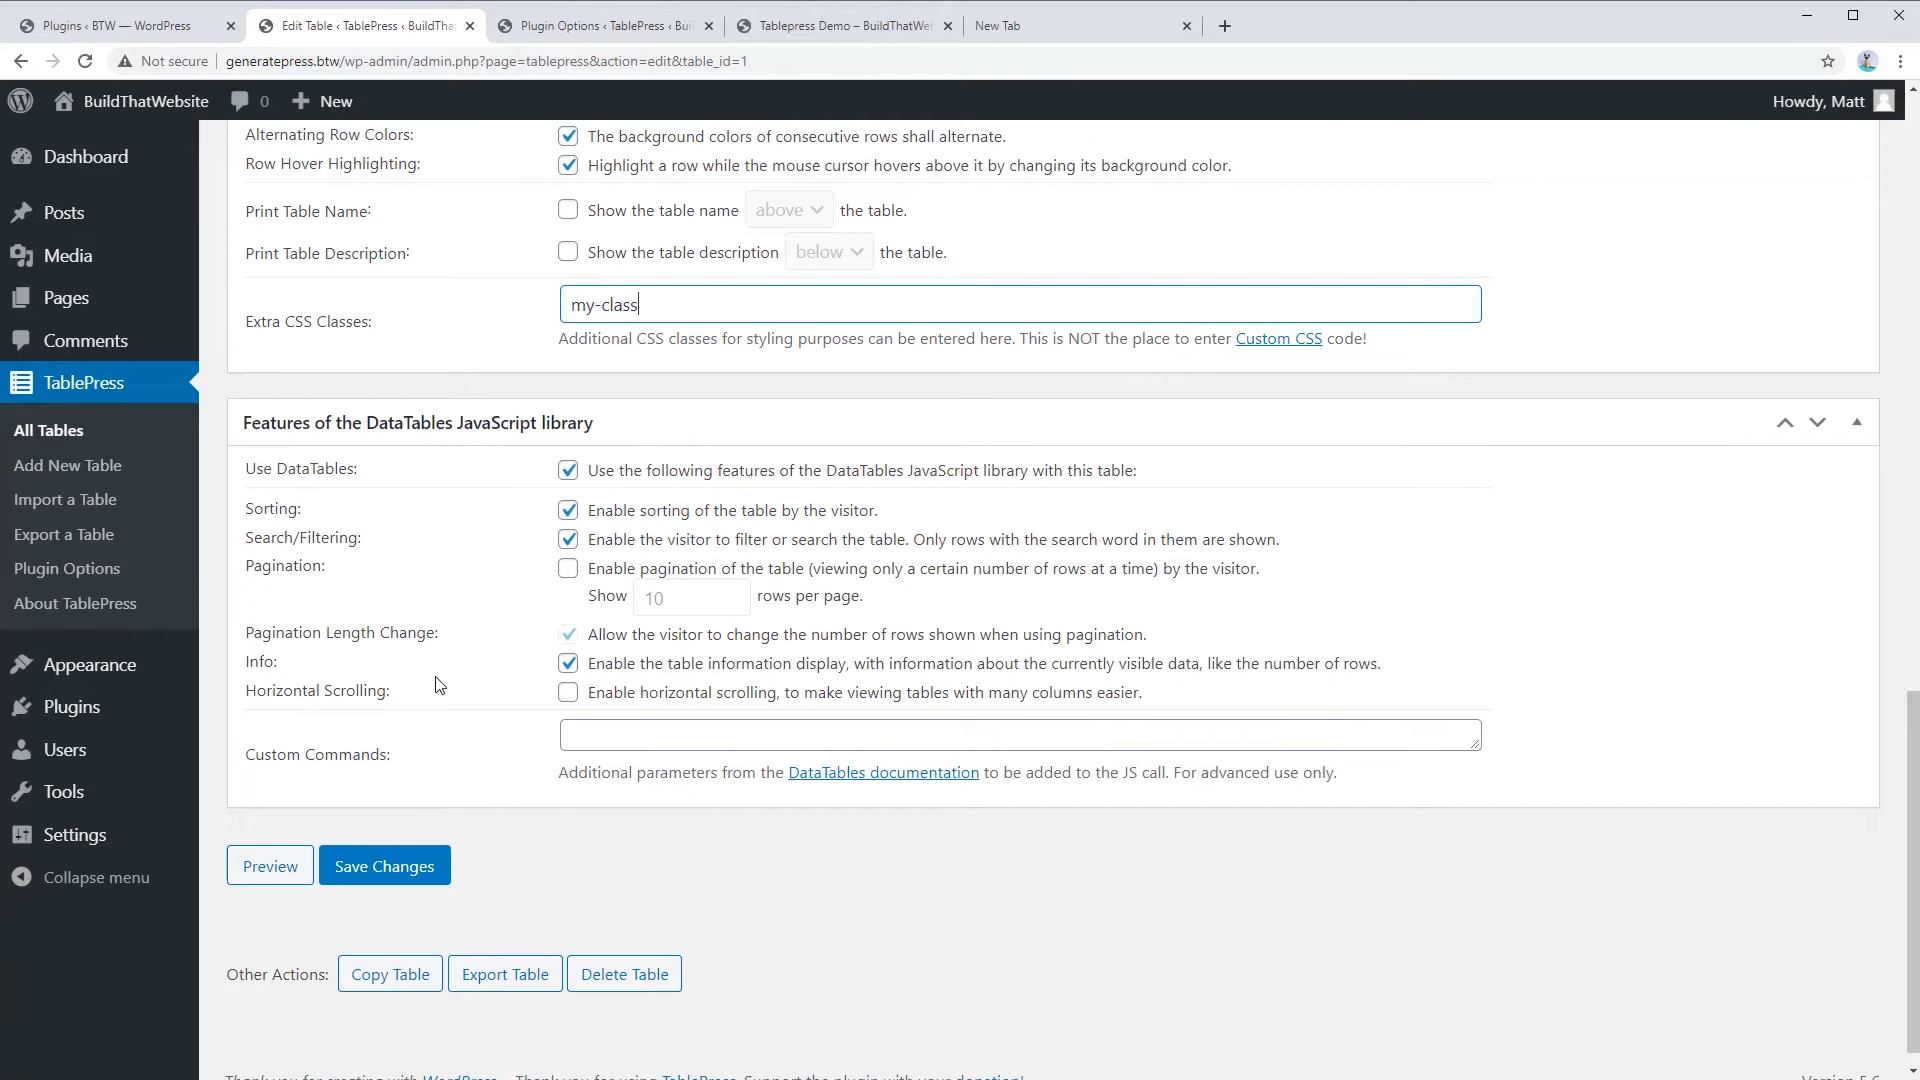 Plugins ‹ BTW — WordPress
Edit Table ‹ TablePress ‹ BuildTha
Plugin Options ‹ TablePress ‹ Bui
Tablepress Demo – BuildThatWeb
New Tab
Not secure
generatepress.btw/wp-admin/admin.php?page=tablepress&action=edit&table_id=1
BuildThatWebsite
0
New
Howdy, Matt
Dashboard
Posts
Media
Pages
Comments
TablePress
All Tables
Add New Table
Import a Table
Export a Table
Plugin Options
About TablePress
Appearance
Plugins
Users
Tools
Settings
Collapse menu
Alternating Row Colors: The background colors of consecutive rows shall alternate.
Row Hover Highlighting: Highlight a row while the mouse cursor hovers above it by changing its background color.
Print Table Name: Show the table name above the table.
Print Table Description: Show the table description below the table.
my-class
Extra CSS Classes:
Additional CSS classes for styling purposes can be entered here. This is NOT the place to enter Custom CSS code!
Features of the DataTables JavaScript library
Use DataTables: Use the following features of the DataTables JavaScript library with this table:
Sorting: Enable sorting of the table by the visitor.
Search/Filtering: Enable the visitor to filter or search the table. Only rows with the search word in them are shown.
Pagination: Enable pagination of the table (viewing only a certain number of rows at a time) by the visitor.
Show 10 rows per page.
Pagination Length Change: Allow the visitor to change the number of rows shown when using pagination.
Info: Enable the table information display, with information about the currently visible data, like the number of rows.
Horizontal Scrolling: Enable horizontal scrolling, to make viewing tables with many columns easier.
Custom Commands:
Additional parameters from the DataTables documentation to be added to the JS call. For advanced use only.
Preview
Save Changes
Other Actions: Copy Table Export Table Delete Table